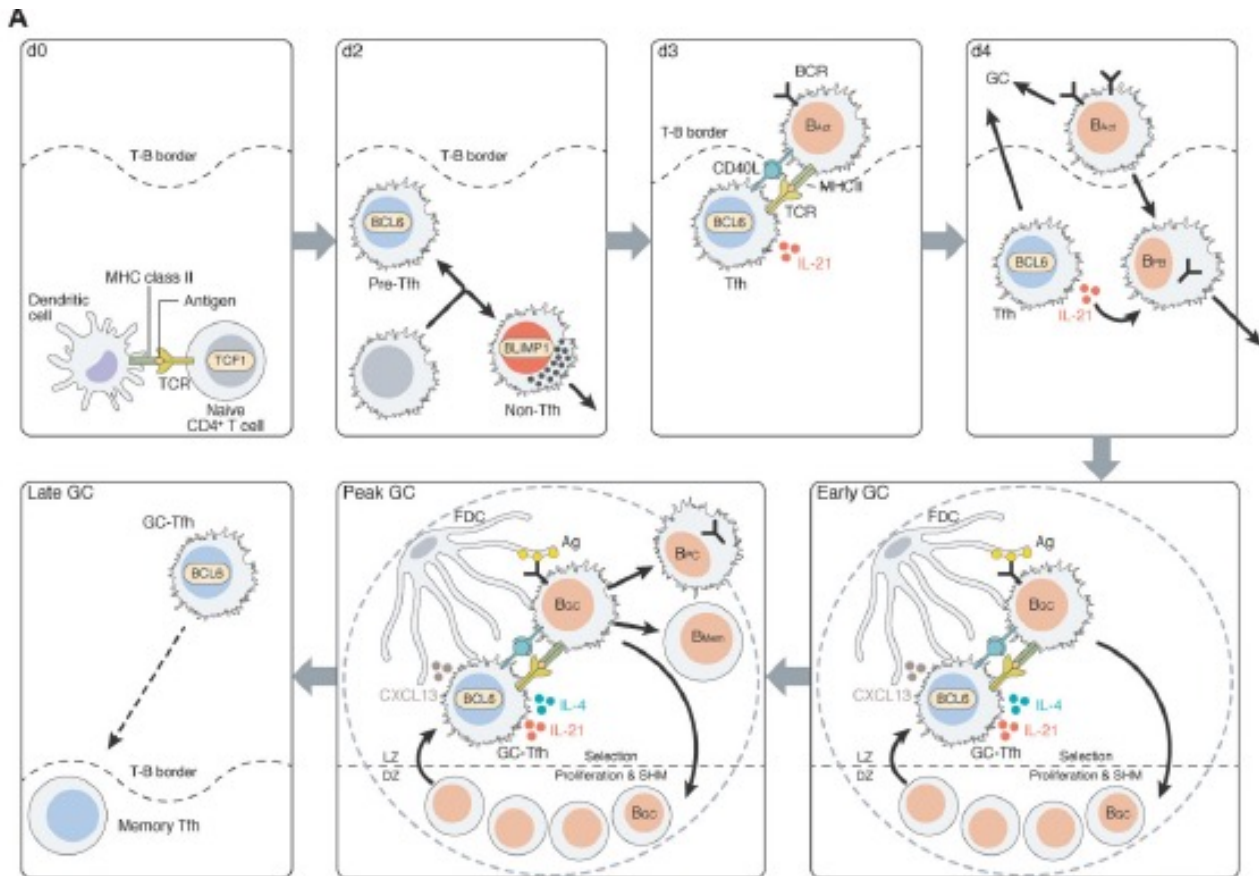 A
d0
T-B border
MHC class II
Dendritic
cell
Antigen
TCF1
TCR
Naive
CD4+ T cell
d2
T-B border
BCL6
Pre-Tfh
BLIMP1
Non-Tfh
d3
BCR
BAct
T-B border
CD40L
MHCII
TCR
BCL6
IL-21
Tfh
d4
GC
BAct
BCL6
BPB
Tfh
IL-21
Late GC
GC-Tfh
BCL6
T-B border
Memory Tfh
Peak GC
FDC
Ag
BPC
BGC
BMem
CXCL13
BCL6
IL-4
IL-21
GC-Tfh
LZ
Selection
DZ
Proliferation & SHM
BGC
Early GC
FDC
Ag
BGC
CXCL13
BCL6
IL-4
IL-21
GC-Tfh
LZ
Selection
DZ
Proliferation & SHM
BGC